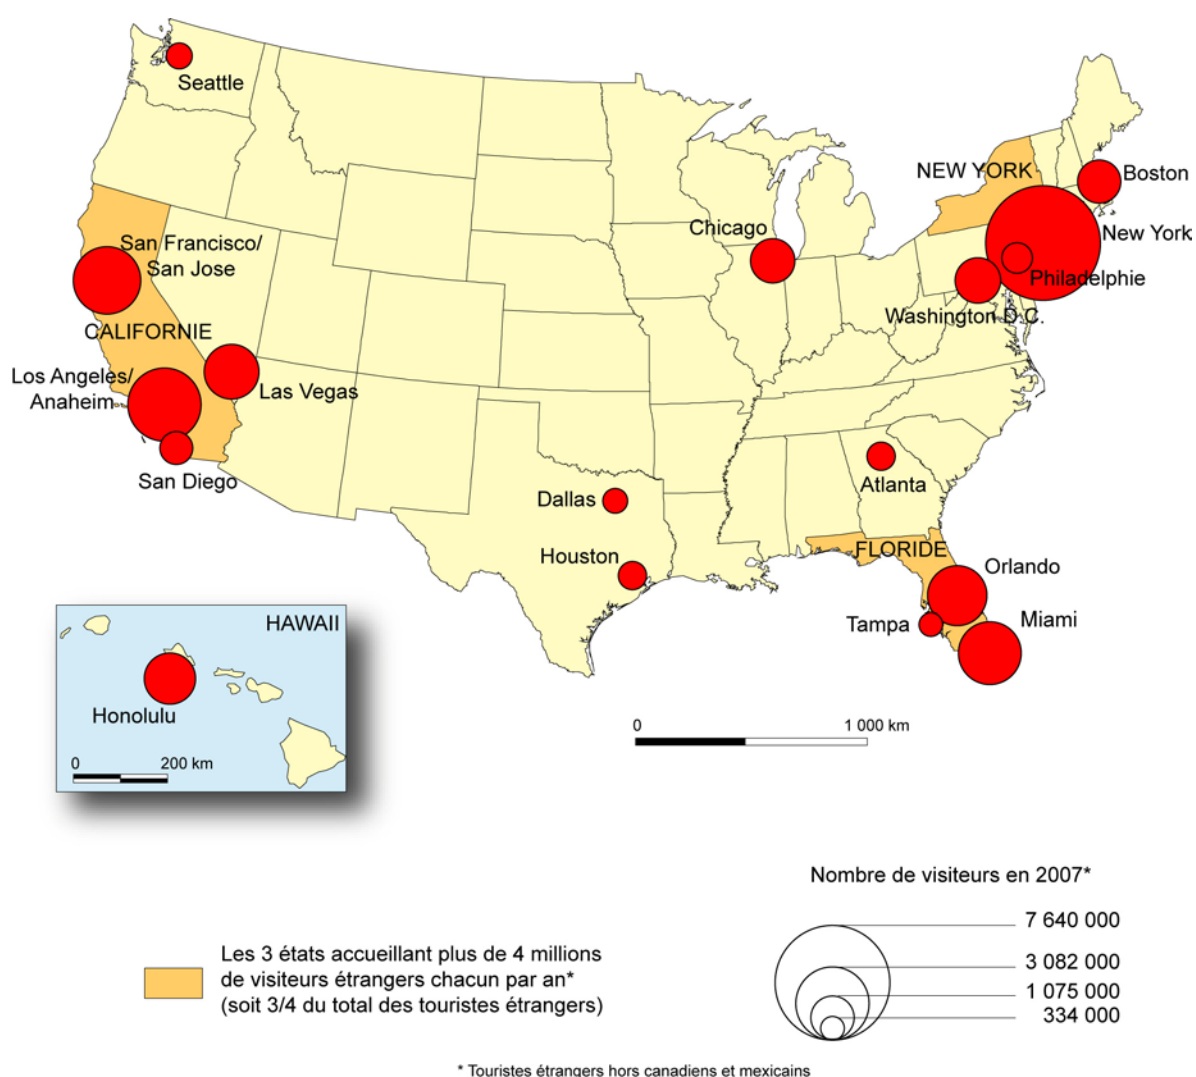 Seattle
NEW YORK
Boston
Chicago
New York
San Francisco/
San Jose
Philadelphie
Washington D.C.
CALIFORNIE
Los Angeles/
Anaheim
Las Vegas
San Diego
Atlanta
Dallas
Houston
FLORIDE
Orlando
Miami
Tampa
HAWAII
Honolulu
0 200 km
0 1 000 km
Nombre de visiteurs en 2007*
7 640 000
3 082 000
1 075 000
334 000
Les 3 états accueillant plus de 4 millions
de visiteurs étrangers chacun par an*
(soit 3/4 du total des touristes étrangers)
* Touristes étrangers hors canadiens et mexicains